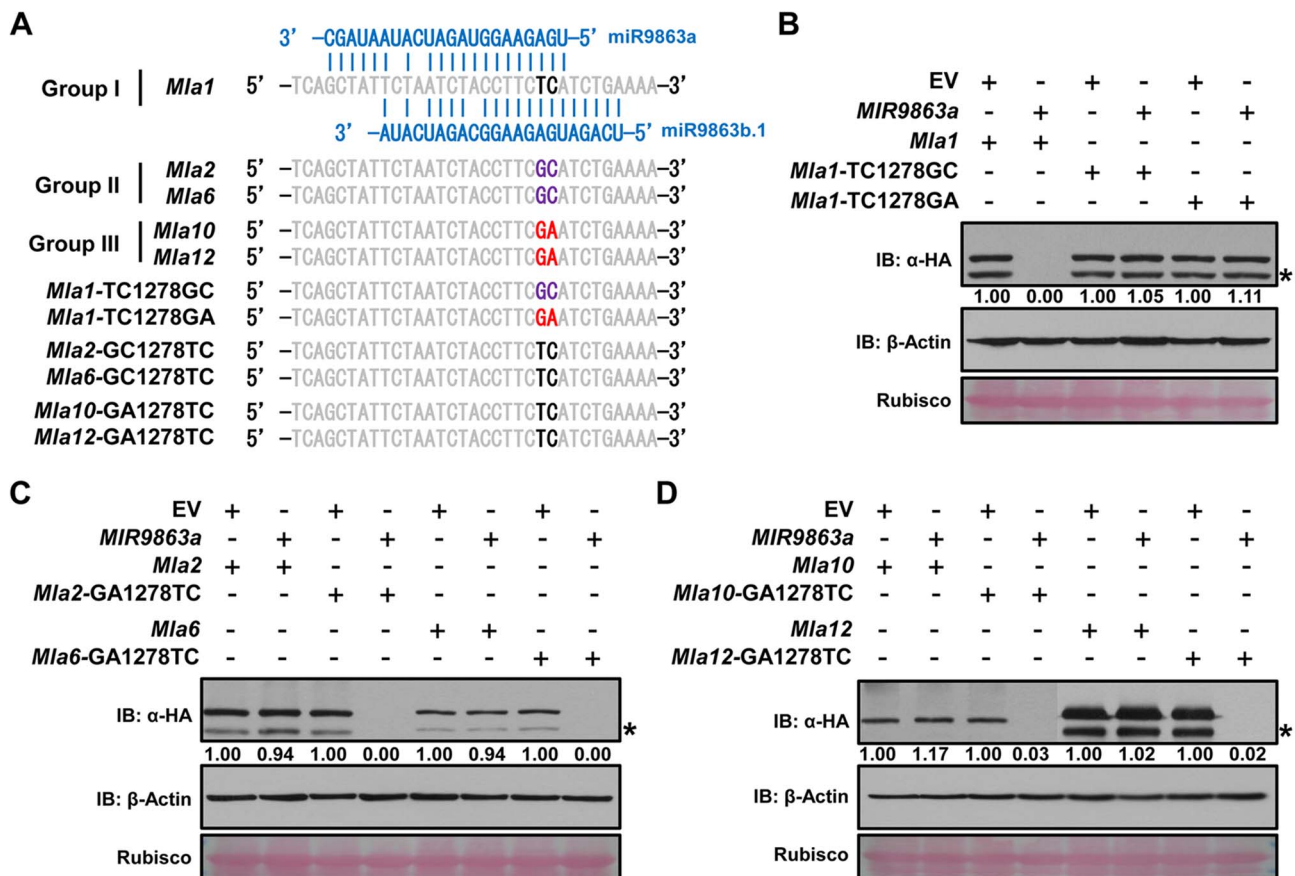 A
3' –CGAUAAUACUAGAUGGAAGAGU–5' miR9863a
Group I Mla1 5' –TCAGCTATTCTAATCTACCTTCTCATCTGAAAA–3'
3' –AUACUAGACGGAAGAGUAGACU–5' miR9863b.1
Group II
Mla2 5' –TCAGCTATTCTAATCTACCTTCGCATCTGAAAA–3'
Mla6 5' –TCAGCTATTCTAATCTACCTTCGCATCTGAAAA–3'
Group III
Mla10 5' –TCAGCTATTCTAATCTACCTTCGAATCTGAAAA–3'
Mla12 5' –TCAGCTATTCTAATCTACCTTCGAATCTGAAAA–3'
Mla1-TC1278GC 5' –TCAGCTATTCTAATCTACCTTCGCATCTGAAAA–3'
Mla1-TC1278GA 5' –TCAGCTATTCTAATCTACCTTCGAATCTGAAAA–3'
Mla2-GC1278TC 5' –TCAGCTATTCTAATCTACCTTCTCATCTGAAAA–3'
Mla6-GC1278TC 5' –TCAGCTATTCTAATCTACCTTCTCATCTGAAAA–3'
Mla10-GA1278TC 5' –TCAGCTATTCTAATCTACCTTCTCATCTGAAAA–3'
Mla12-GA1278TC 5' –TCAGCTATTCTAATCTACCTTCTCATCTGAAAA–3'
B
EV + - + - + -
MIR9863a - + - + - +
Mla1 + + - - - -
Mla1-TC1278GC - - + + - -
Mla1-TC1278GA - - - - + +
IB: α-HA *
1.00 0.00 1.00 1.05 1.00 1.11
IB: β-Actin
Rubisco
C
EV + - + - + - + -
MIR9863a - + - + - + - +
Mla2 + + - - - - - -
Mla2-GA1278TC - - + + - - - -
Mla6 - - - - + + - -
Mla6-GA1278TC - - - - - - + +
IB: α-HA *
1.00 0.94 1.00 0.00 1.00 0.94 1.00 0.00
IB: β-Actin
Rubisco
D
EV + - + - + - + -
MIR9863a - + - + - + - +
Mla10 + + - - - - - -
Mla10-GA1278TC - - + + - - - -
Mla12 - - - - + + - -
Mla12-GA1278TC - - - - - - + +
IB: α-HA *
1.00 1.17 1.00 0.03 1.00 1.02 1.00 0.02
IB: β-Actin
Rubisco